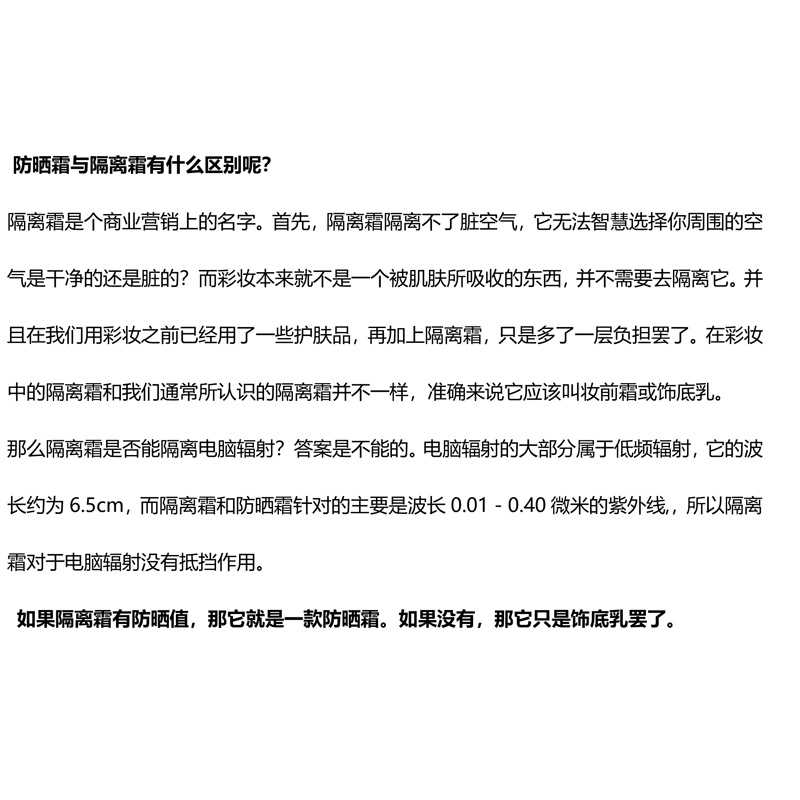 防晒霜与隔离霜有什么区别呢？
隔离霜是个商业营销上的名字。首先，隔离霜隔离不了脏空气，它无法智慧选择你周围的空
气是干净的还是脏的？而彩妆本来就不是一个被肌肤所吸收的东西，并不需要去隔离它。并
且在我们用彩妆之前已经用了一些护肤品，再加上隔离霜，只是多了一层负担罢了。在彩妆
中的隔离霜和我们通常所认识的隔离霜并不一样，准确来说它应该叫妆前霜或饰底乳。
那么隔离霜是否能隔离电脑辐射？答案是不能的。电脑辐射的大部分属于低频辐射，它的波
长约为 6.5cm，而隔离霜和防晒霜针对的主要是波长 0.01 - 0.40 微米的紫外线,，所以隔离
霜对于电脑辐射没有抵挡作用。
如果隔离霜有防晒值，那它就是一款防晒霜。如果没有，那它只是饰底乳罢了。